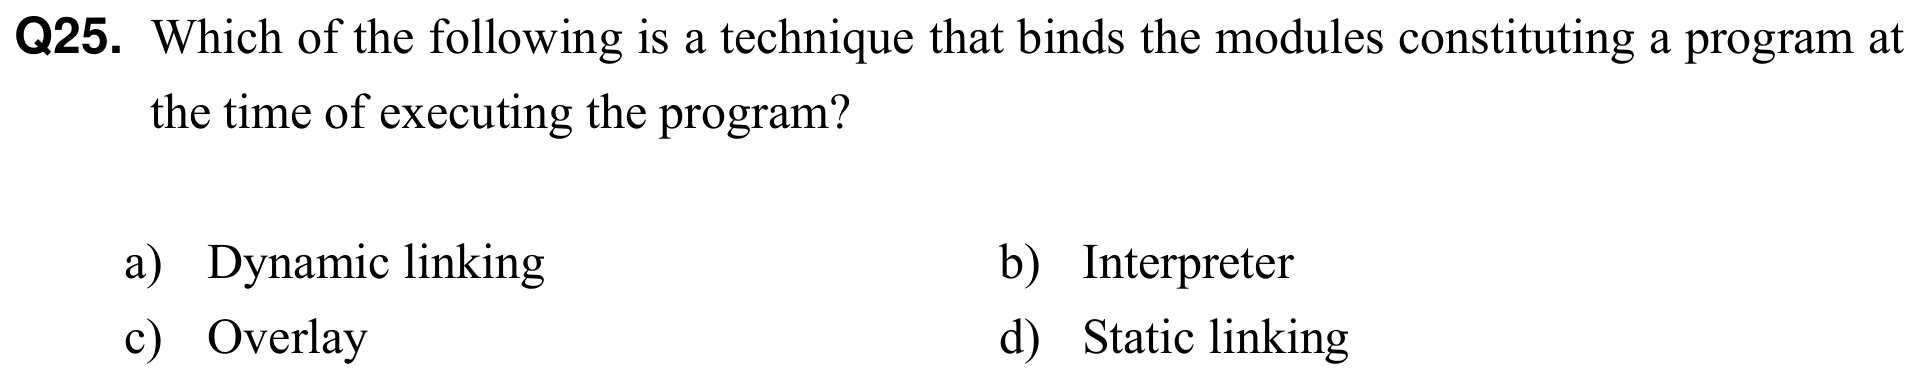 Q25. Which of the following is a technique that binds the modules constituting a program at
the time of executing the program?
a) Dynamic linking b) Interpreter
c) Overlay d) Static linking